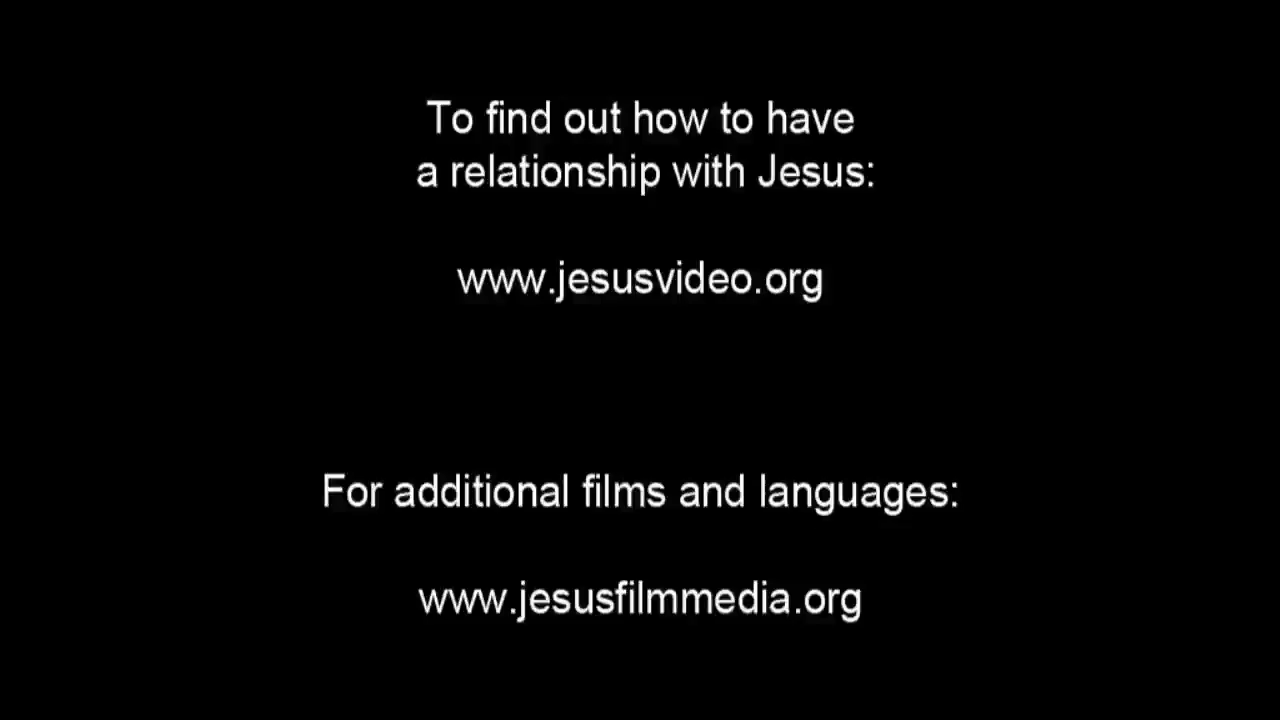 To find out how to have
a relationship with Jesus:
www.jesusvideo.org
For additional films and languages:
www.jesusfilmmedia.org